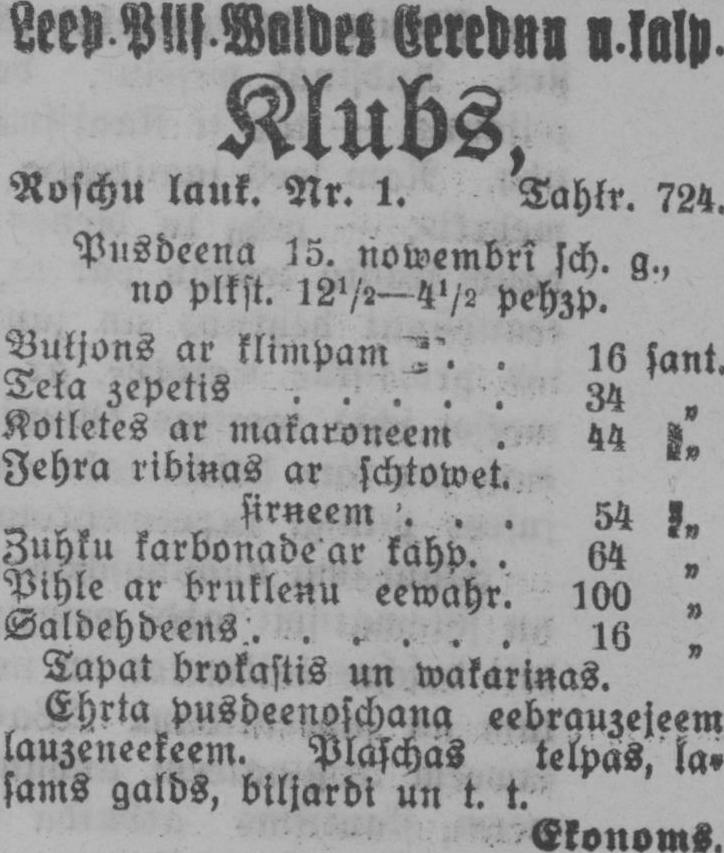 Leep. Pils. Waldes Eerednu u. kalp.
Klubs,
Roschu lauk. Nr. 1. Tahlr. 724.
Pusdeena 15. nowembrî sch. g.,
no plkst. 12¹/₂—4¹/₂ pehzp.
Buljons ar klimpam . . 16 sant.
Teļa zepetis . . . . . 34 „
Kotletes ar makaroneem . 44 „
Jehra ribiņas ar schtowet.
sirņeem . . . 54 „
Zuhku karbonade ar kahp. . 64 „
Pihle ar bruklenu eewahr. 100 „
Saldehdeens . . . . . . 16 „
Tapat brokastis un wakariņas.
Ehrta pusdeenoschana eebrauzejeem
lauzeneekeem. Plaschas telpas, la-
sams galds, biljardi un t. t.
Ekonoms.